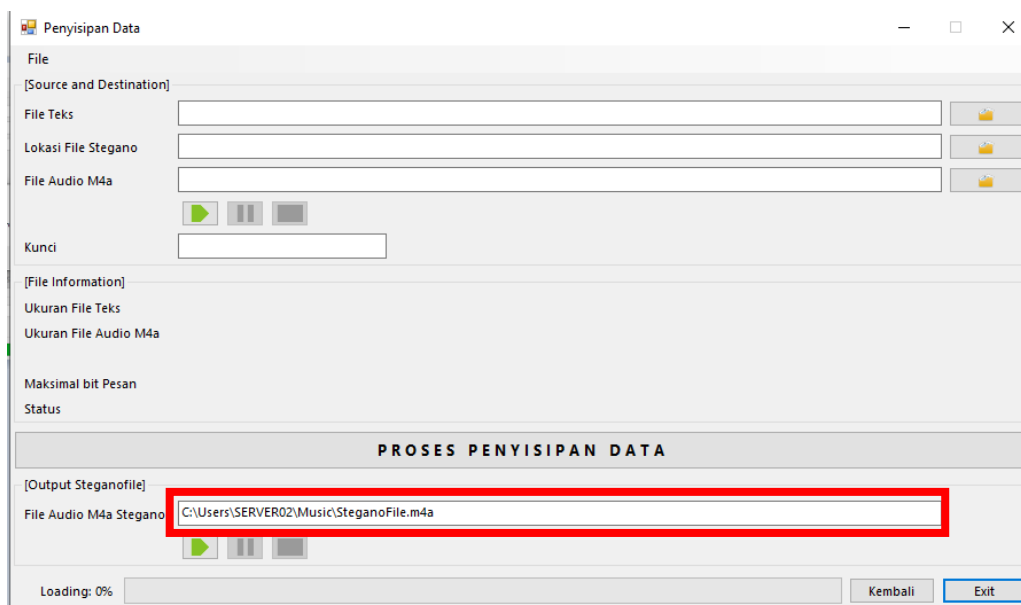 Penyisipan Data
File
[Source and Destination]
File Teks
Lokasi File Stegano
File Audio M4a
Kunci
[File Information]
Ukuran File Teks
Ukuran File Audio M4a
Maksimal bit Pesan
Status
PROSES PENYISIPAN DATA
[Output Steganofile]
File Audio M4a Stegano C:\Users\SERVER02\Music\SteganoFile.m4a
Loading: 0% Kembali Exit